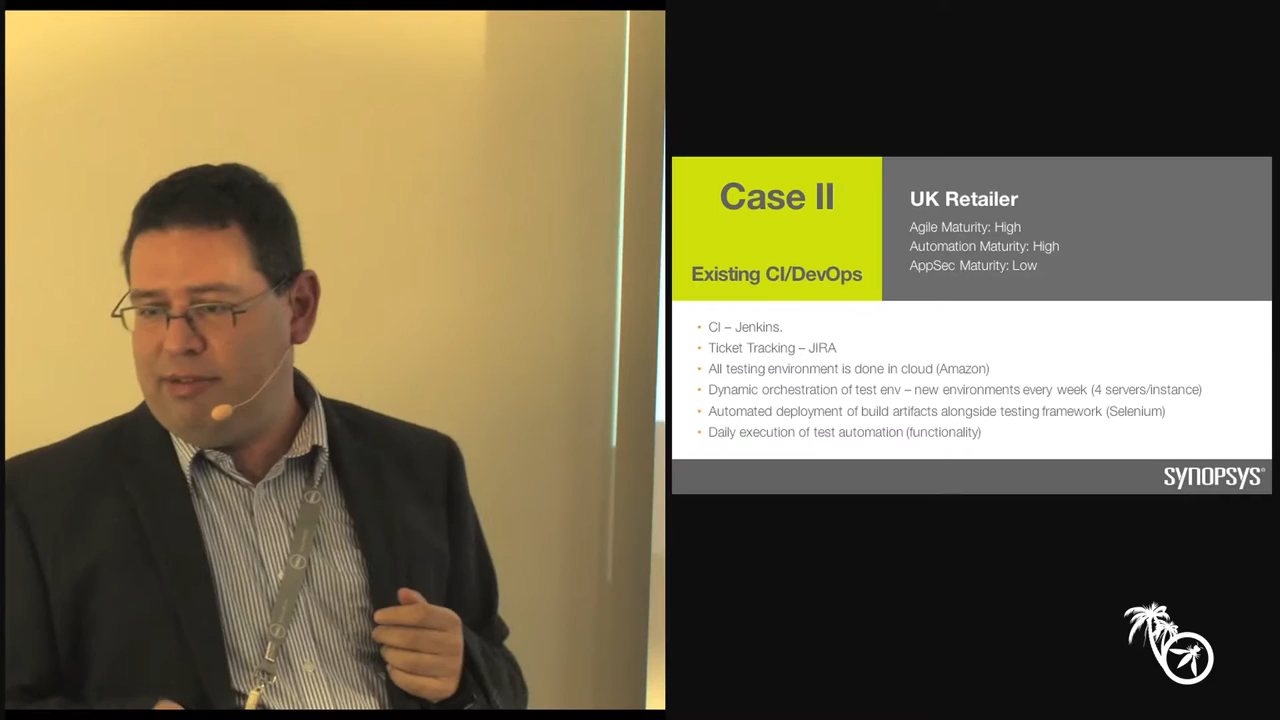 Case II
Existing CI/DevOps
UK Retailer
Agile Maturity: High
Automation Maturity: High
AppSec Maturity: Low
• CI – Jenkins.
• Ticket Tracking – JIRA
• All testing environment is done in cloud (Amazon)
• Dynamic orchestration of test env – new environments every week (4 servers/instance)
• Automated deployment of build artifacts alongside testing framework (Selenium)
• Daily execution of test automation (functionality)
SYNOPSYS®